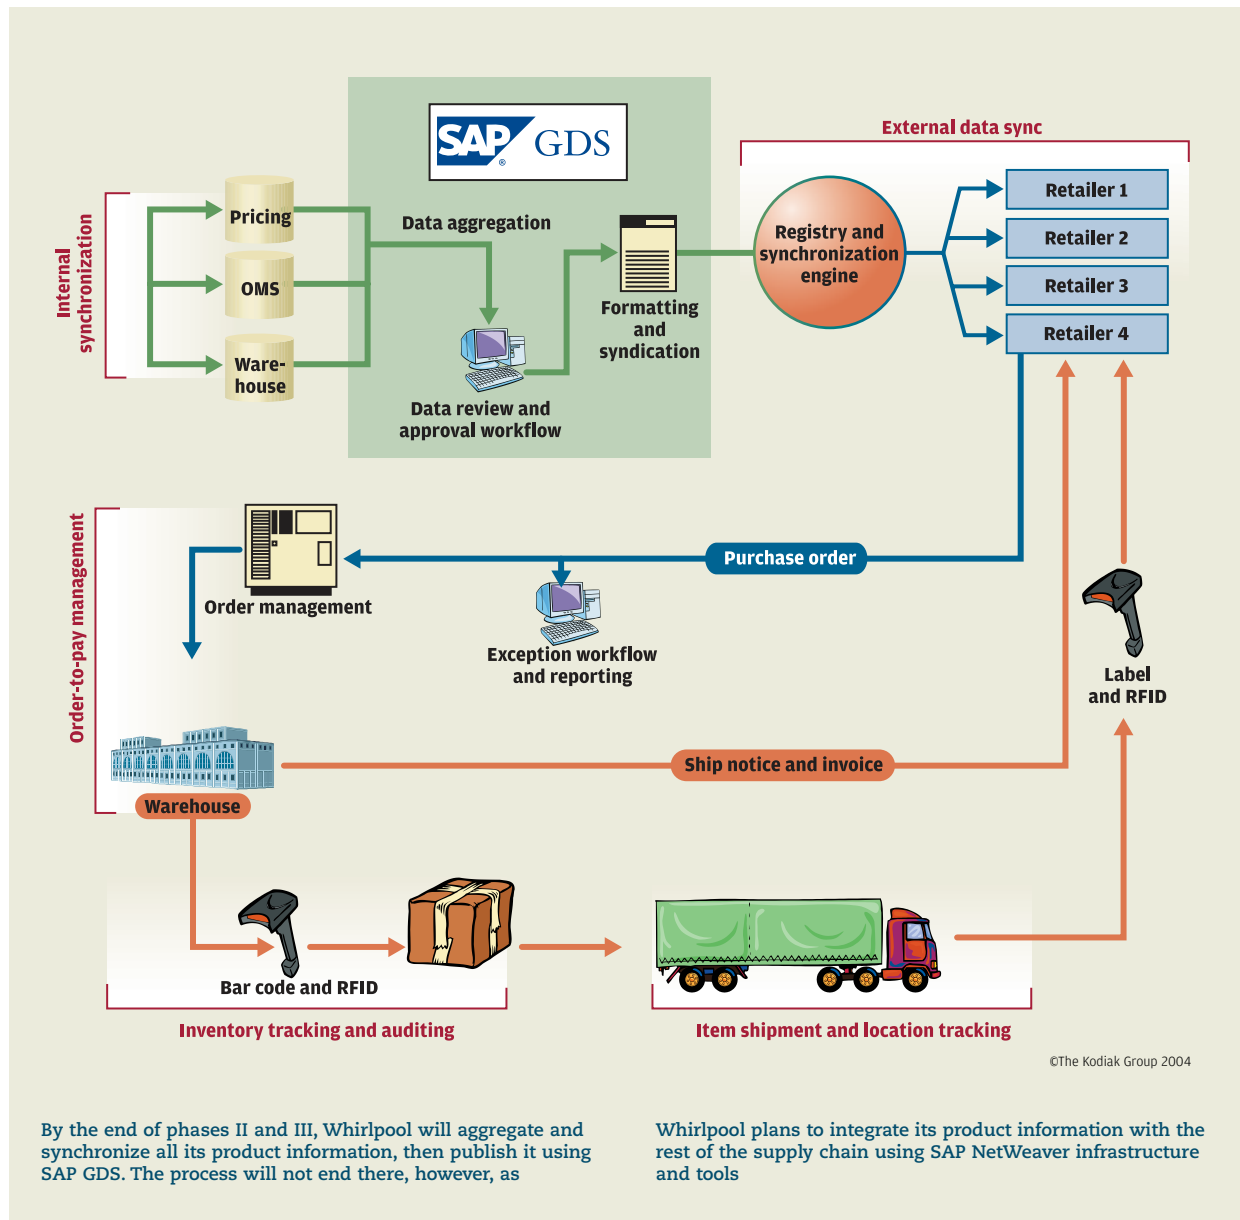 SAP ® GDS
External data sync
Internal
synchronization
Pricing
OMS
Ware-
house
Data aggregation
Data review and
approval workflow
Formatting
and
syndication
Registry and
synchronization
engine
Retailer 1
Retailer 2
Retailer 3
Retailer 4
Order-to-pay management
Order management
Purchase order
Exception workflow
and reporting
Label
and RFID
Ship notice and invoice
Warehouse
Bar code and RFID
Inventory tracking and auditing
Item shipment and location tracking
©The Kodiak Group 2004
By the end of phases II and III, Whirlpool will aggregate and
synchronize all its product information, then publish it using
SAP GDS. The process will not end there, however, as
Whirlpool plans to integrate its product information with the
rest of the supply chain using SAP NetWeaver infrastructure
and tools